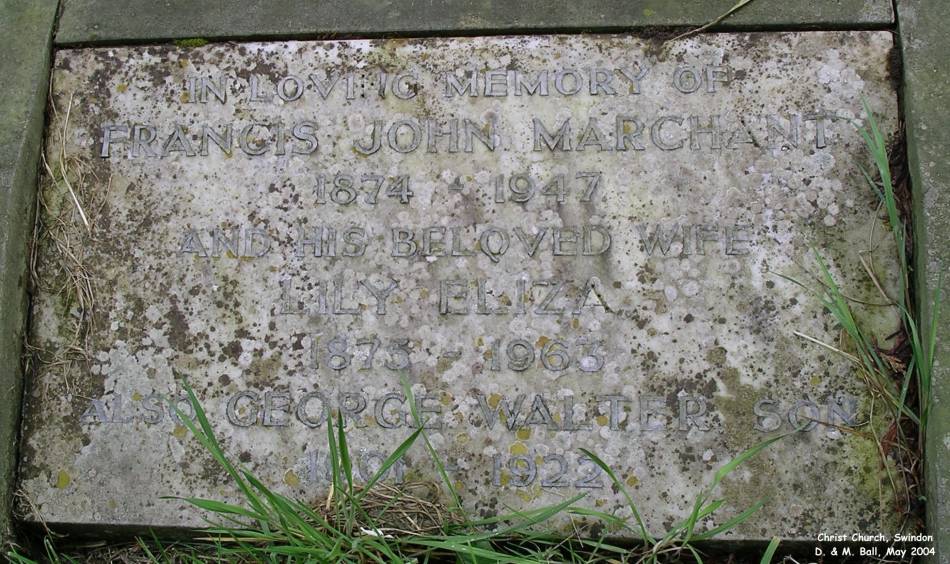 IN LOVING MEMORY OF
FRANCIS JOHN MARCHANT
1874 - 1947
AND HIS BELOVED WIFE
LILY ELIZA
1875 - 1963
ALSO GEORGE WALTER SON
- 1922
Christ Church, Swindon
D. & M. Ball, May 2004